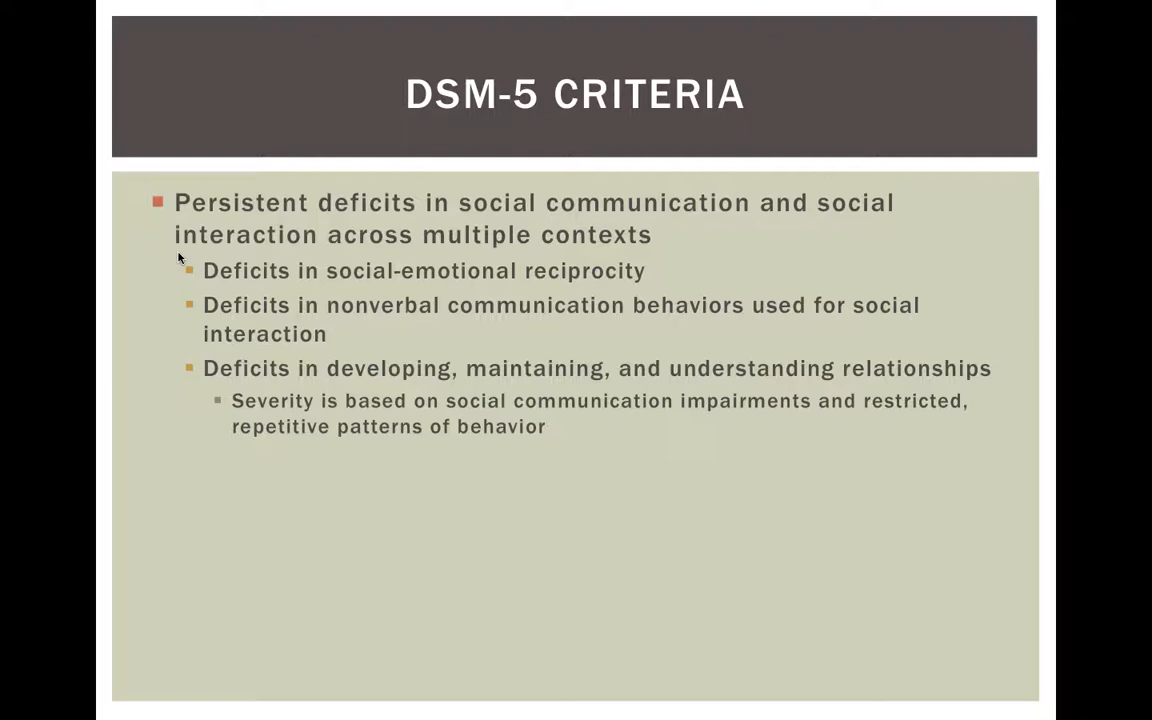 DSM-5 CRITERIA
Persistent deficits in social communication and social
interaction across multiple contexts
Deficits in social-emotional reciprocity
Deficits in nonverbal communication behaviors used for social
interaction
Deficits in developing, maintaining, and understanding relationships
Severity is based on social communication impairments and restricted,
repetitive patterns of behavior